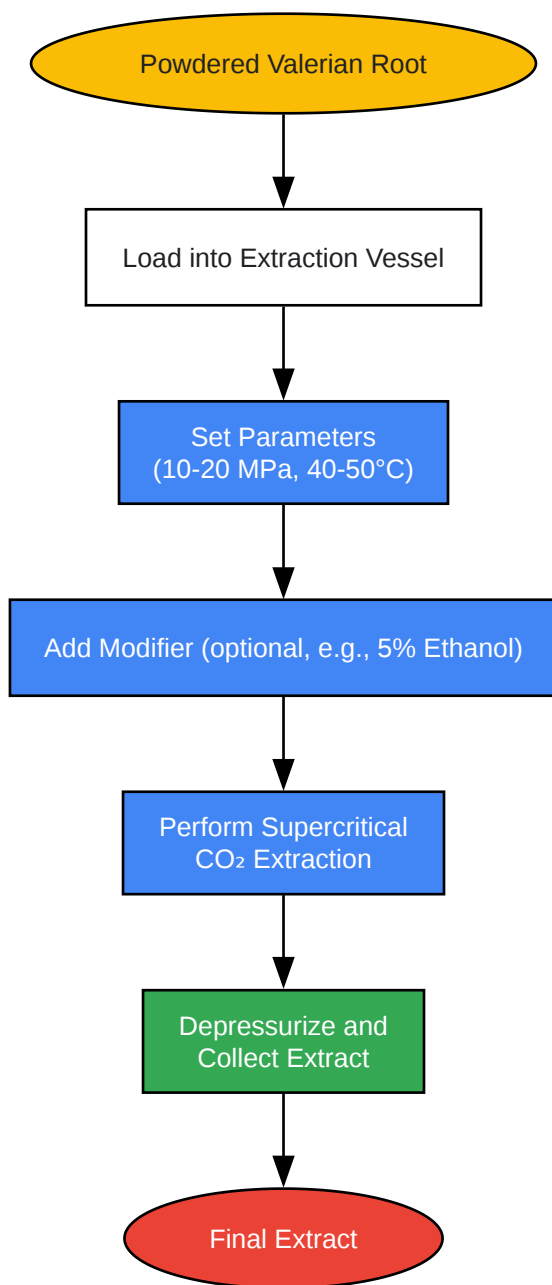 Powdered Valerian Root
Load into Extraction Vessel
Set Parameters
(10-20 MPa, 40-50°C)
Add Modifier (optional, e.g., 5% Ethanol)
Perform Supercritical
CO₂ Extraction
Depressurize and
Collect Extract
Final Extract